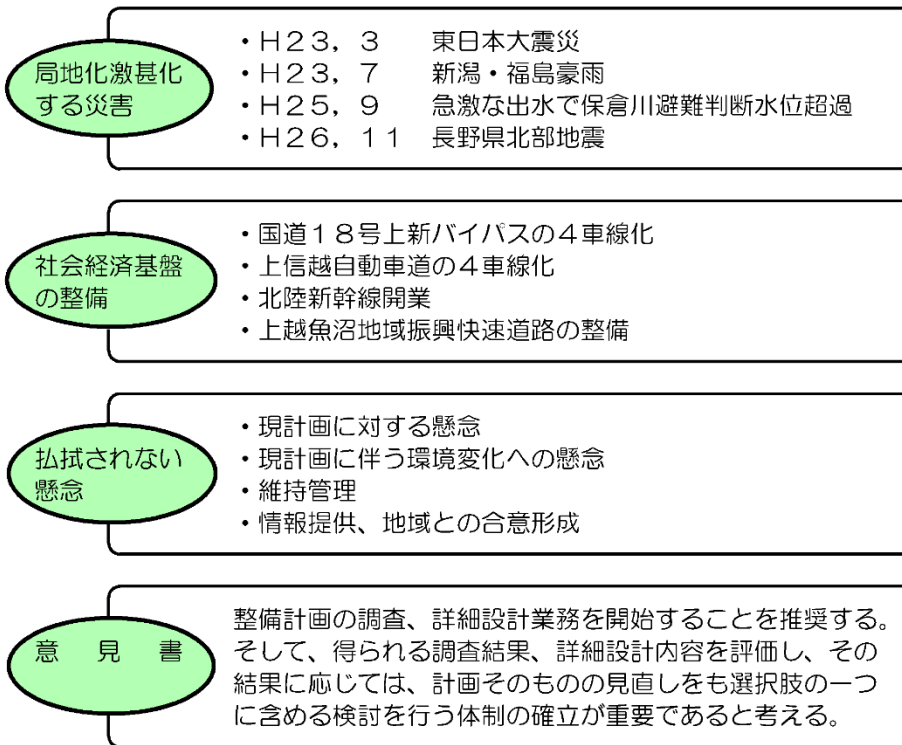 局地化激甚化
する災害
・H23，3　東日本大震災
・H23，7　新潟・福島豪雨
・H25，9　急激な出水で保倉川避難判断水位超過
・H26，11　長野県北部地震
社会経済基盤
の整備
・国道18号上新バイパスの4車線化
・上信越自動車道の4車線化
・北陸新幹線開業
・上越魚沼地域振興快速道路の整備
払拭されない
懸念
・現計画に対する懸念
・現計画に伴う環境変化への懸念
・維持管理
・情報提供、地域との合意形成
意　見　書
整備計画の調査、詳細設計業務を開始することを推奨する。
そして、得られる調査結果、詳細設計内容を評価し、その
結果に応じては、計画そのものの見直しをも選択肢の一つ
に含める検討を行う体制の確立が重要であると考える。